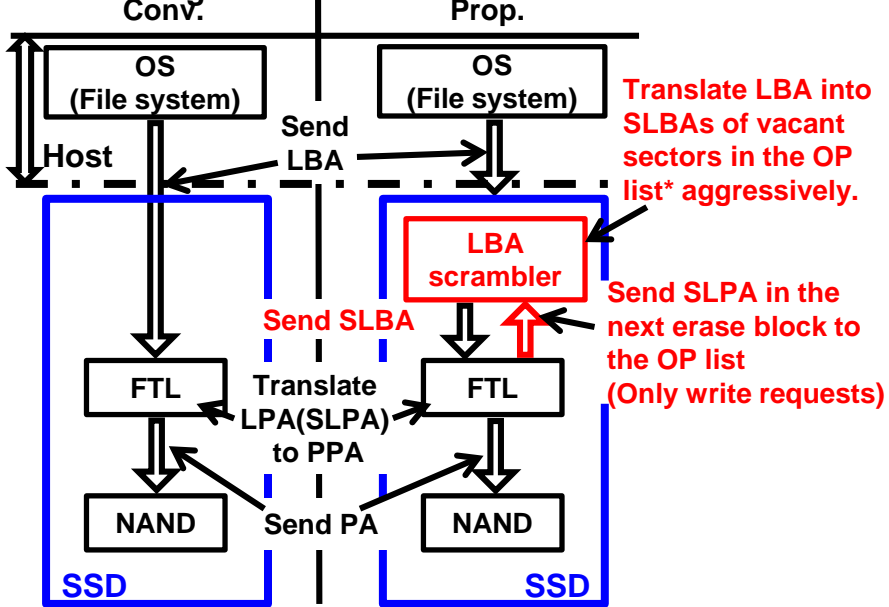 Conv.
Prop.
OS
(File system)
OS
(File system)
Translate LBA into
SLBAs of vacant
sectors in the OP
list* aggressively.
Send
LBA
Host
LBA
scrambler
Send SLBA
Send SLPA in the
next erase block to
the OP list
(Only write requests)
FTL
Translate
LPA(SLPA)
to PPA
FTL
NAND
Send PA
NAND
SSD
SSD